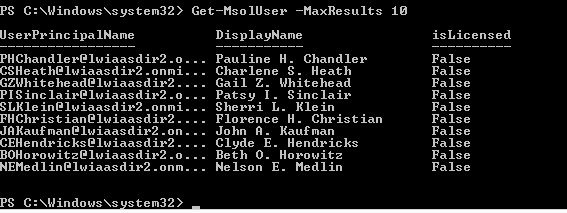 PS C:\Windows\system32> Get-MsolUser -MaxResults 10
UserPrincipalName DisplayName isLicensed
----------------- ----------- ----------
PHChandler@lwiaasdir2.o... Pauline H. Chandler False
CSHeath@lwiaasdir2.onmi... Charlene S. Heath False
GZWhitehead@lwiaasdir2.... Gail Z. Whitehead False
PISinclair@lwiaasdir2.o... Patsy I. Sinclair False
SLKlein@lwiaasdir2.onmi... Sherri L. Klein False
FHChristian@lwiaasdir2.... Florence H. Christian False
JAKaufman@lwiaasdir2.on... John A. Kaufman False
CEHendricks@lwiaasdir2.... Clyde E. Hendricks False
BOHorowitz@lwiaasdir2.o... Beth O. Horowitz False
NEMedlin@lwiaasdir2.onm... Nelson E. Medlin False
PS C:\Windows\system32> _